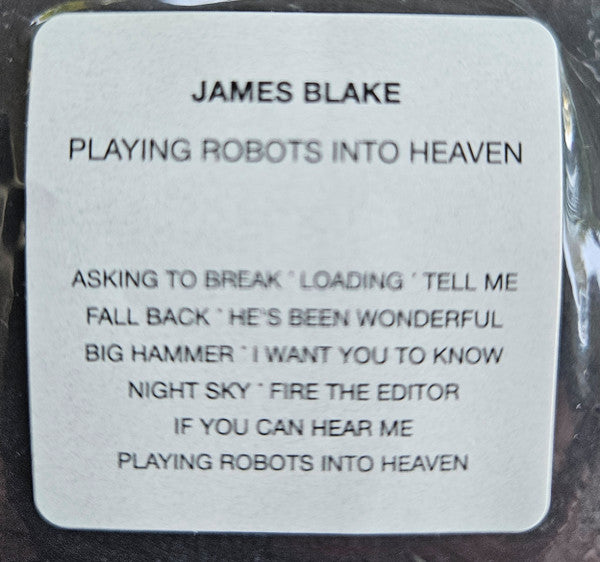 JAMES BLAKE
PLAYING ROBOTS INTO HEAVEN
ASKING TO BREAK ' LOADING ' TELL ME
FALL BACK ' HE'S BEEN WONDERFUL
BIG HAMMER ' I WANT YOU TO KNOW
NIGHT SKY ' FIRE THE EDITOR
IF YOU CAN HEAR ME
PLAYING ROBOTS INTO HEAVEN